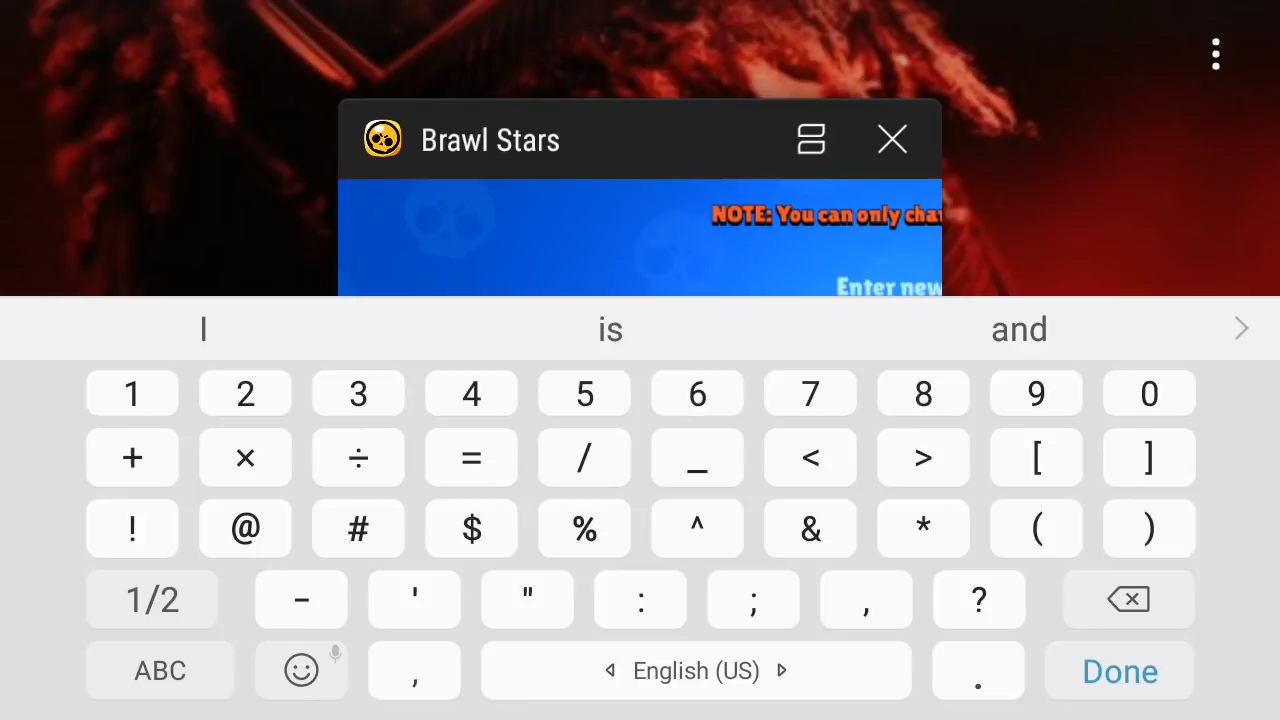 Brawl Stars
NOTE: You can only chat
Enter new
I is and
1 2 3 4 5 6 7 8 9 0
+ × ÷ = / _ < > [ ]
! @ # $ % ^ & * ( )
1/2 - ' " : ; , ?
ABC , English (US) . Done